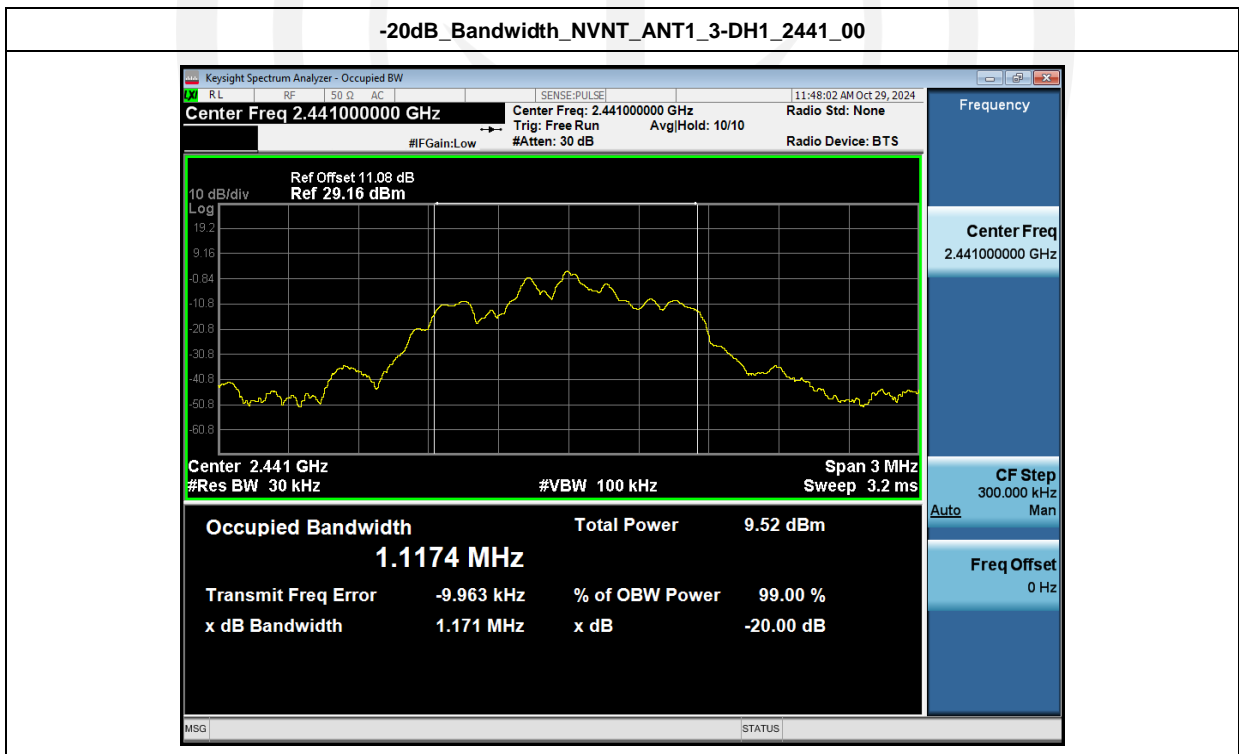 -20dB_Bandwidth_NVNT_ANT1_3-DH1_2441_00
Keysight Spectrum Analyzer - Occupied BW
LXI RL RF 50 Ω AC SENSE:PULSE 11:48:02 AM Oct 29, 2024
Center Freq 2.441000000 GHz
Center Freq: 2.441000000 GHz
Radio Std: None
Trig: Free Run Avg|Hold: 10/10
#IFGain:Low #Atten: 30 dB Radio Device: BTS
Frequency
Ref Offset 11.08 dB
10 dB/div Ref 29.16 dBm
Log
19.2
9.16
-0.84
-10.8
-20.8
-30.8
-40.8
-50.8
-60.8
Center 2.441 GHz Span 3 MHz
#Res BW 30 kHz #VBW 100 kHz Sweep 3.2 ms
Center Freq
2.441000000 GHz
CF Step
300.000 kHz
Auto Man
Freq Offset
0 Hz
Occupied Bandwidth Total Power 9.52 dBm
1.1174 MHz
Transmit Freq Error -9.963 kHz % of OBW Power 99.00 %
x dB Bandwidth 1.171 MHz x dB -20.00 dB
MSG STATUS